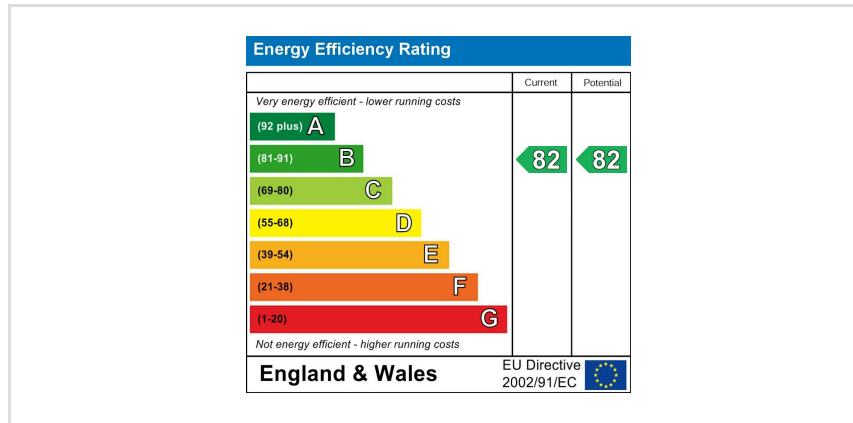 Energy Efficiency Rating
Current Potential
Very energy efficient - lower running costs
(92 plus) A
(81-91) B 82 82
(69-80) C
(55-68) D
(39-54) E
(21-38) F
(1-20) G
Not energy efficient - higher running costs
England & Wales EU Directive
2002/91/EC